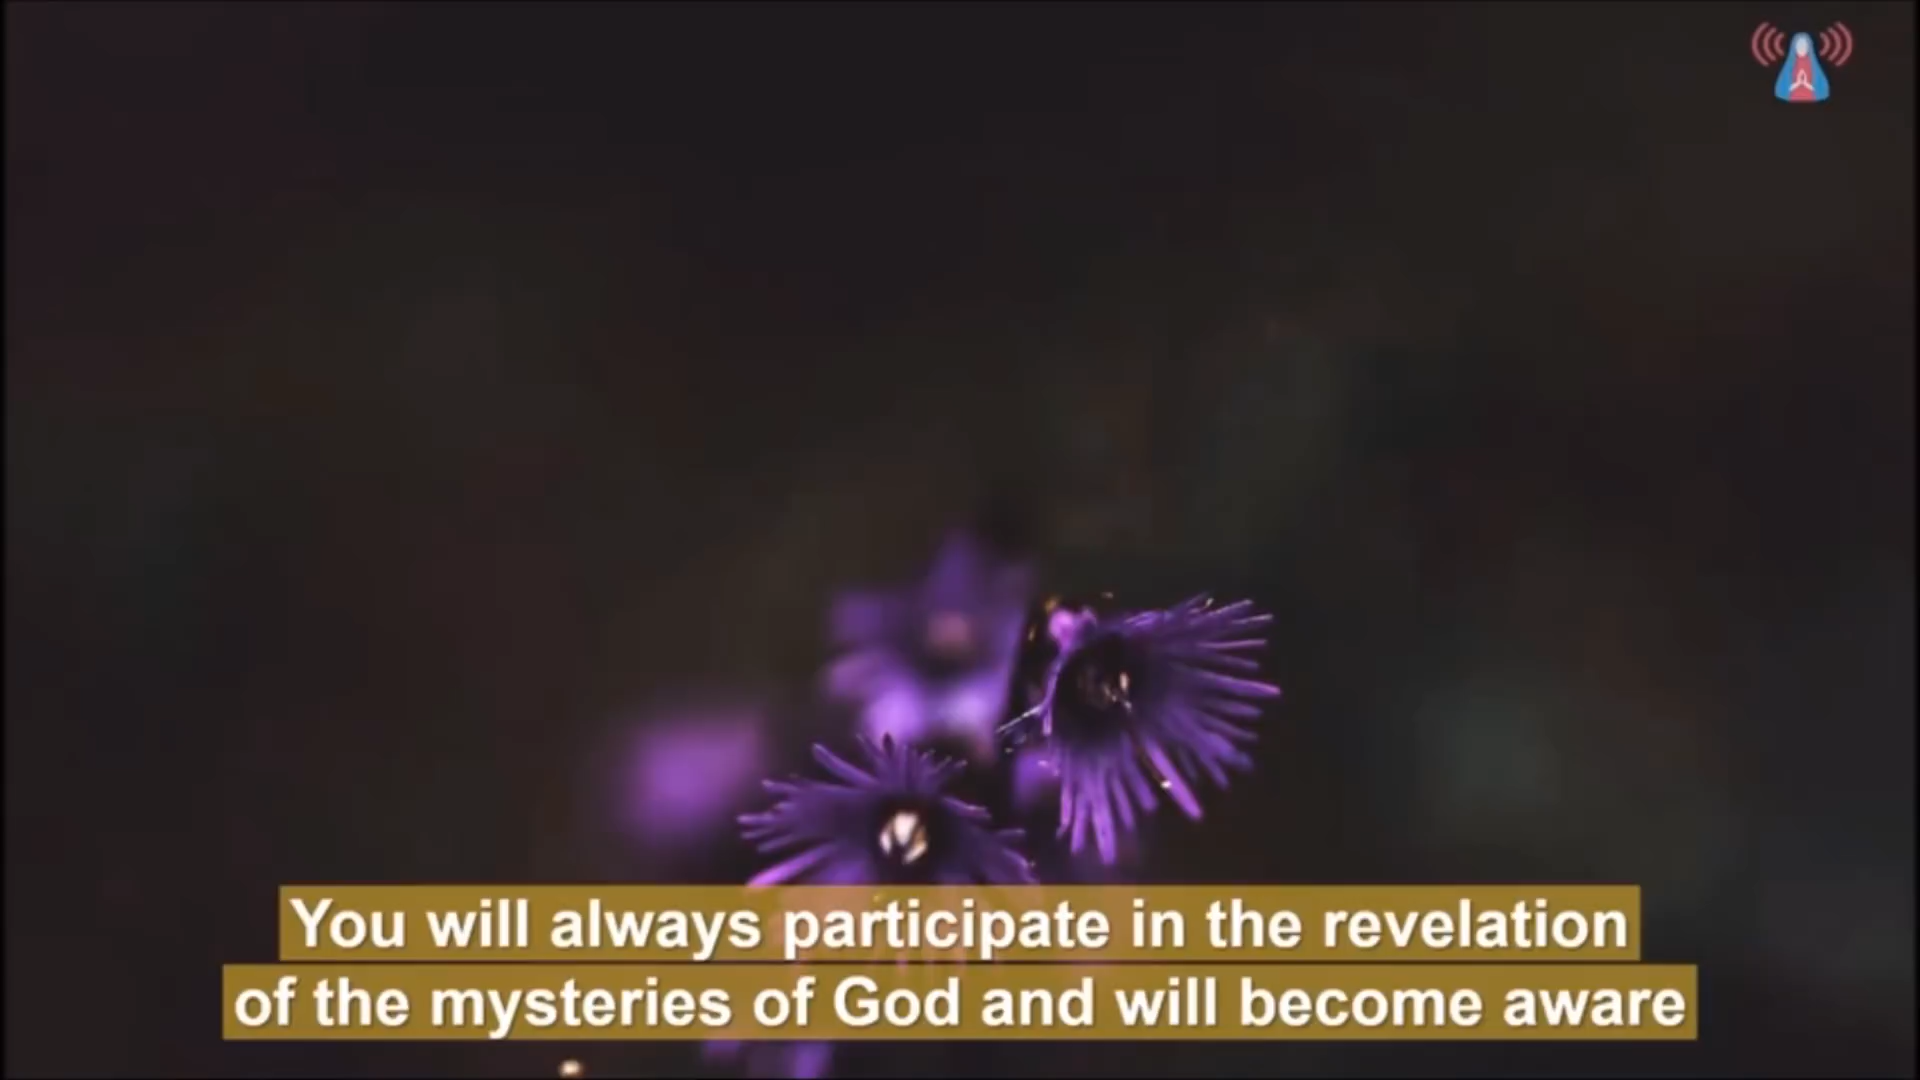 You will always participate in the revelation
of the mysteries of God and will become aware